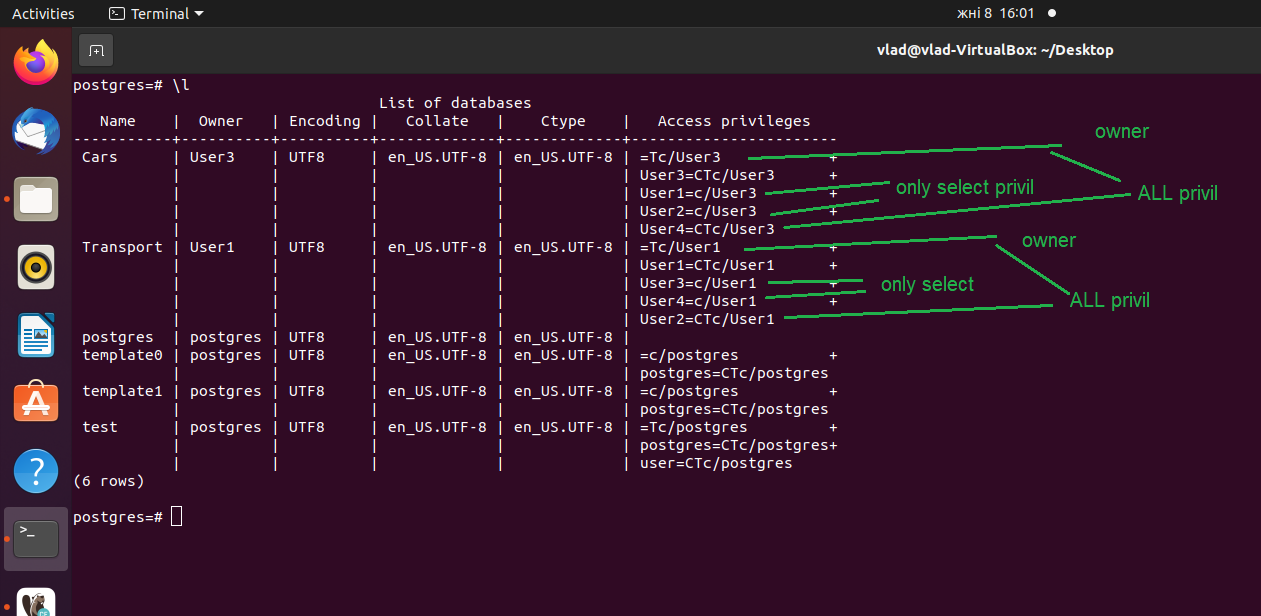 Activities
Terminal
жні 8 16:01
vlad@vlad-VirtualBox: ~/Desktop
postgres=# \l
List of databases
Name | Owner | Encoding | Collate | Ctype | Access privileges
-----------+----------+----------+-------------+-------------+-----------------------
Cars | User3 | UTF8 | en_US.UTF-8 | en_US.UTF-8 | =Tc/User3 +
| | | | | User3=CTc/User3 +
| | | | | User1=c/User3 +
| | | | | User2=c/User3 +
| | | | | User4=CTc/User3
Transport | User1 | UTF8 | en_US.UTF-8 | en_US.UTF-8 | =Tc/User1 +
| | | | | User1=CTc/User1 +
| | | | | User3=c/User1 +
| | | | | User4=c/User1 +
| | | | | User2=CTc/User1
postgres | postgres | UTF8 | en_US.UTF-8 | en_US.UTF-8 |
template0 | postgres | UTF8 | en_US.UTF-8 | en_US.UTF-8 | =c/postgres +
| | | | | postgres=CTc/postgres
template1 | postgres | UTF8 | en_US.UTF-8 | en_US.UTF-8 | =c/postgres +
| | | | | postgres=CTc/postgres
test | postgres | UTF8 | en_US.UTF-8 | en_US.UTF-8 | =Tc/postgres +
| | | | | postgres=CTc/postgres+
| | | | | user=CTc/postgres
(6 rows)
postgres=#
owner
only select privil
ALL privil
owner
only select
ALL privil